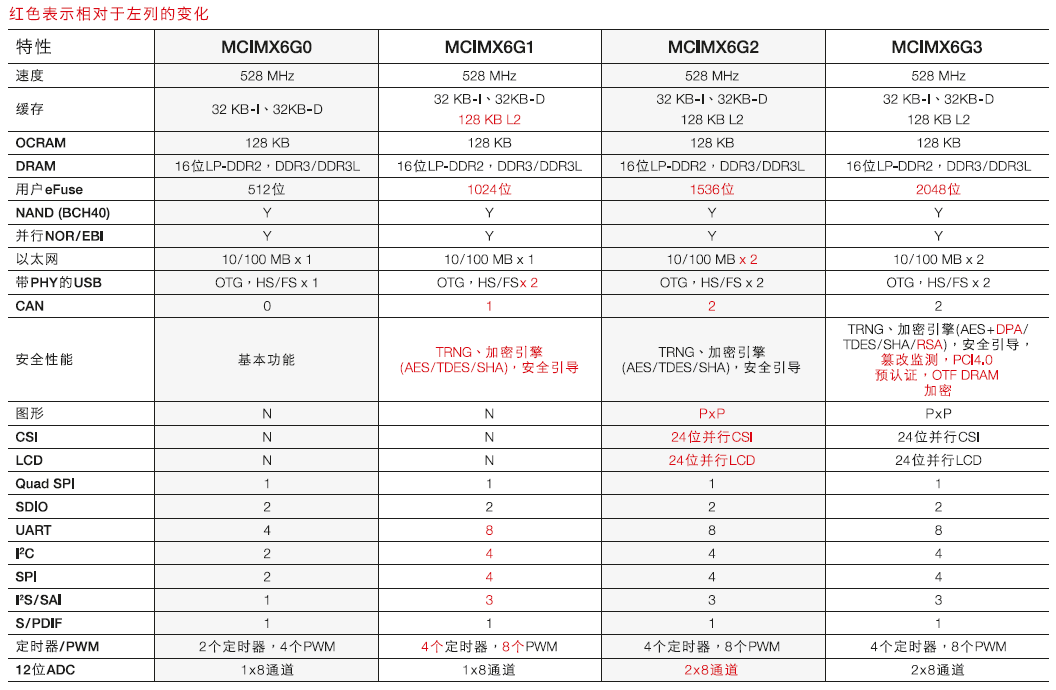 红色表示相对于左列的变化
特性 MCIMX6G0 MCIMX6G1 MCIMX6G2 MCIMX6G3
速度 528 MHz 528 MHz 528 MHz 528 MHz
缓存 32 KB-I、32KB-D 32 KB-I、32KB-D 128 KB L2 32 KB-I、32KB-D 128 KB L2 32 KB-I、32KB-D 128 KB L2
OCRAM 128 KB 128 KB 128 KB 128 KB
DRAM 16位LP-DDR2，DDR3/DDR3L 16位LP-DDR2，DDR3/DDR3L 16位LP-DDR2，DDR3/DDR3L 16位LP-DDR2，DDR3/DDR3L
用户eFuse 512位 1024位 1536位 2048位
NAND (BCH40) Y Y Y Y
并行NOR/EBI Y Y Y Y
以太网 10/100 MB x 1 10/100 MB x 1 10/100 MB x 2 10/100 MB x 2
带PHY的USB OTG，HS/FS x 1 OTG，HS/FSx 2 OTG，HS/FS x 2 OTG，HS/FS x 2
CAN 0 1 2 2
安全性能 基本功能 TRNG、加密引擎 (AES/TDES/SHA)，安全引导 TRNG、加密引擎 (AES/TDES/SHA)，安全引导 TRNG、加密引擎(AES+DPA/ TDES/SHA/RSA)，安全引导， 篡改监测，PCI4.0 预认证，OTF DRAM 加密
图形 N N PxP PxP
CSI N N 24位并行CSI 24位并行CSI
LCD N N 24位并行LCD 24位并行LCD
Quad SPI 1 1 1 1
SDIO 2 2 2 2
UART 4 8 8 8
I²C 2 4 4 4
SPI 2 4 4 4
I²S/SAI 1 3 3 3
S/PDIF 1 1 1 1
定时器/PWM 2个定时器，4个PWM 4个定时器，8个PWM 4个定时器，8个PWM 4个定时器，8个PWM
12位ADC 1x8通道 1x8通道 2x8通道 2x8通道